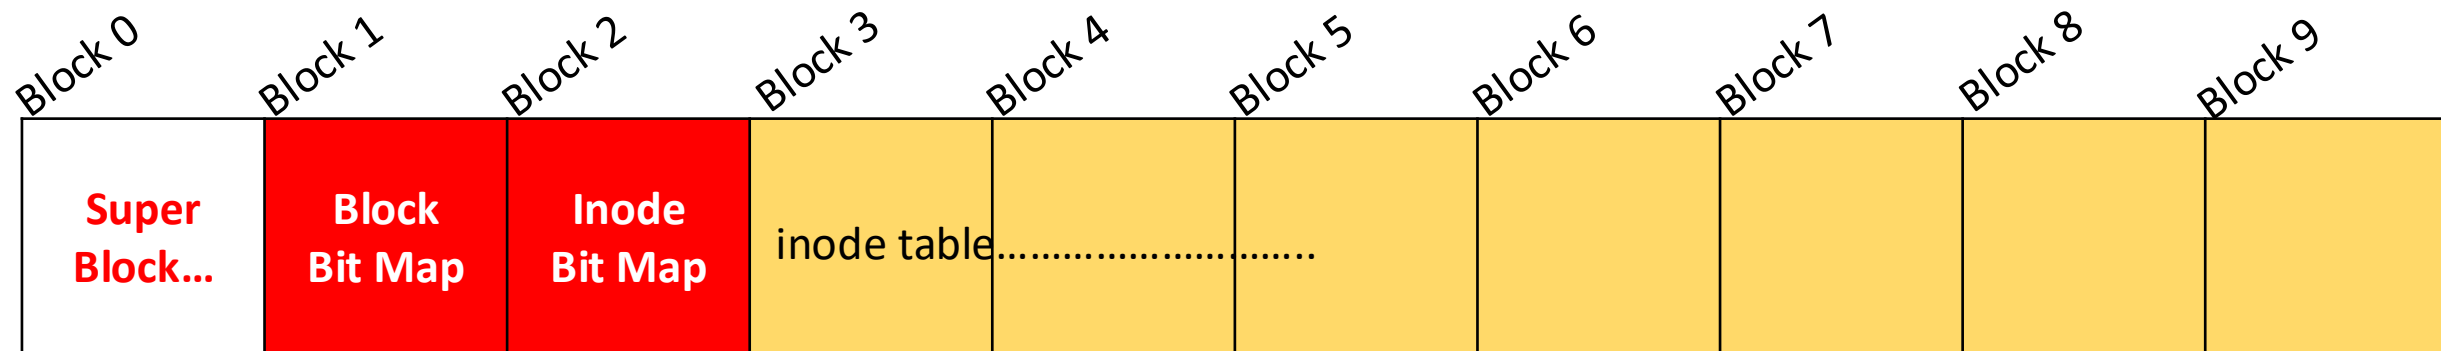 Block 0
Block 1
Block 2
Block 3
Block 4
Block 5
Block 6
Block 7
Block 8
Block 9
Super
Block...
Block
Bit Map
Inode
Bit Map
inode table............................